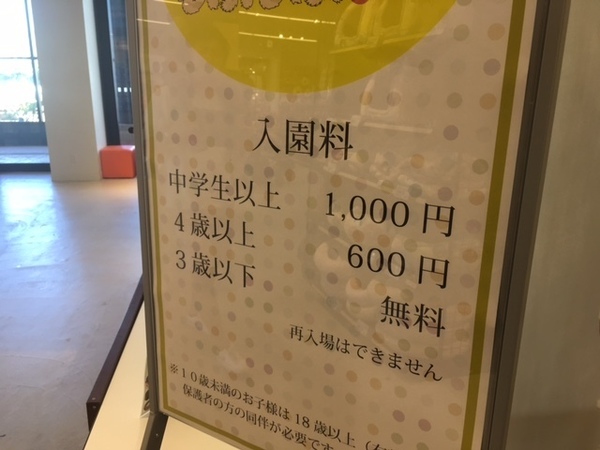 入園料
中学生以上 1,000円
4歳以上 600円
3歳以下 無料
再入場はできません
※10歳未満のお子様は18歳以上（
保護者の方の同伴が必要です